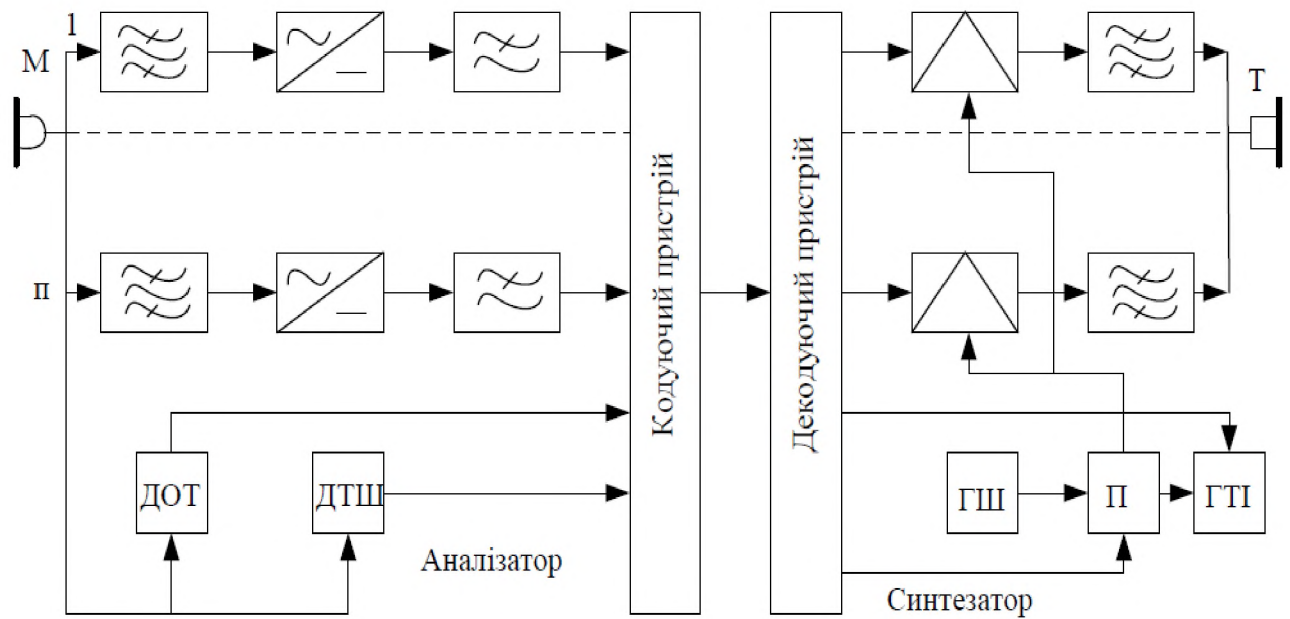 1
М
п
Кодуючий пристрій
Декодуючий пристрій
Т
ДОТ
ДТШ
ГШ
П
ГТІ
Аналізатор
Синтезатор